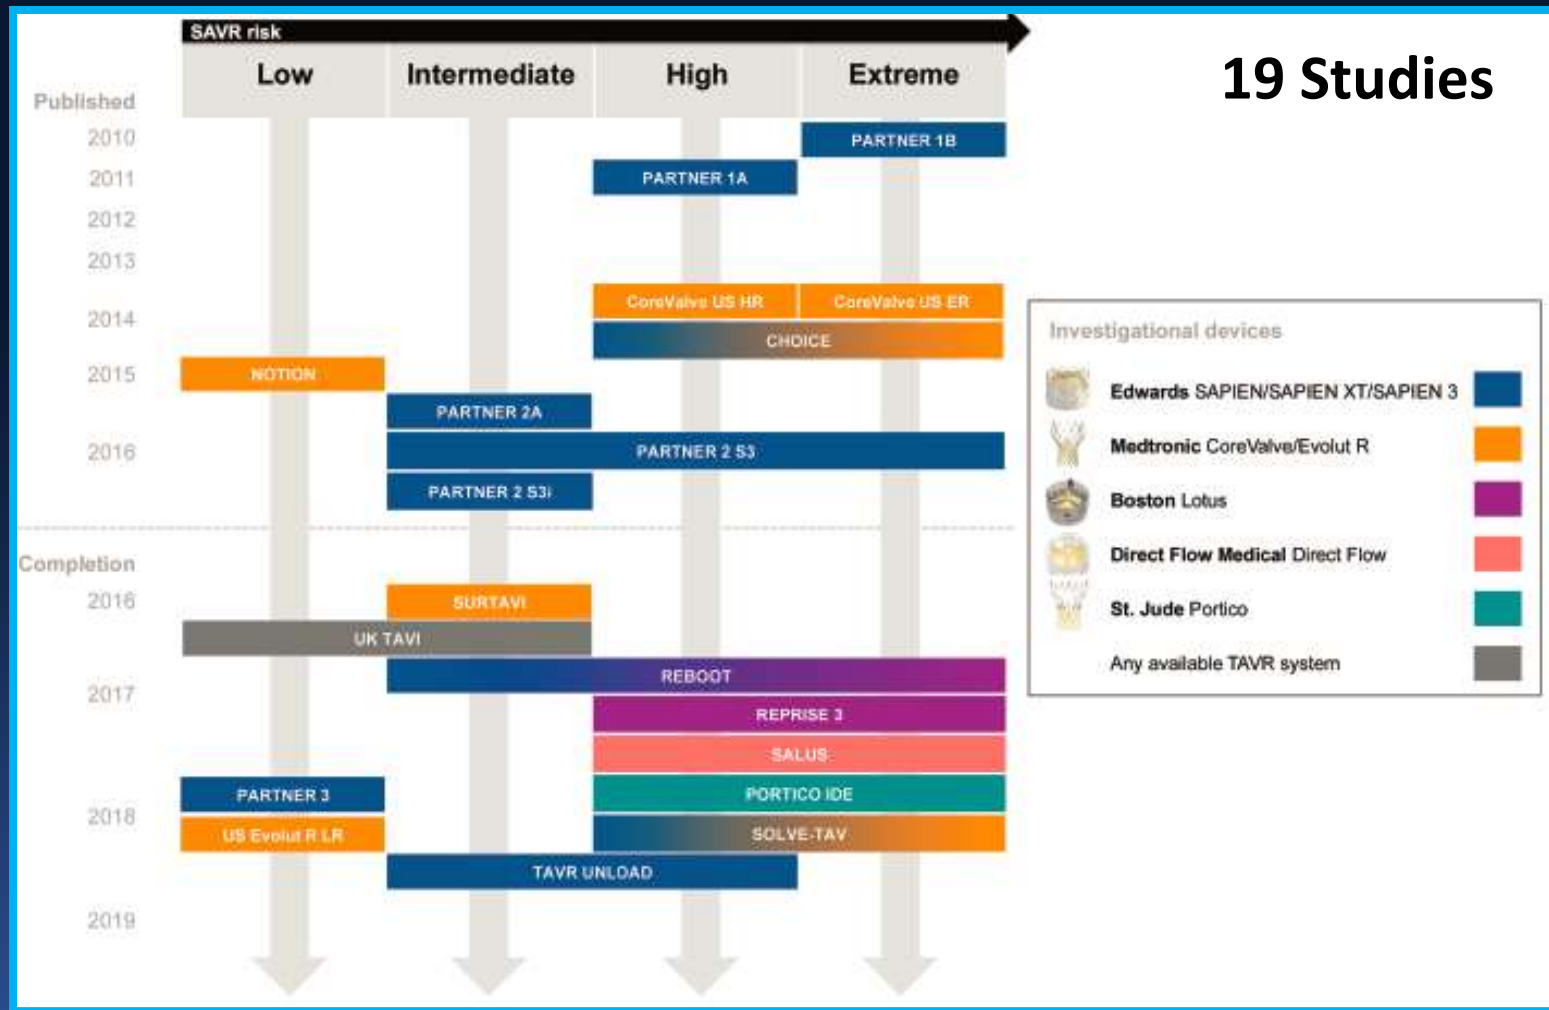 SAVR risk
19 Studies
Low Intermediate High Extreme
Published
2010 PARTNER 1B
2011 PARTNER 1A
2012
2013
CoreValve US HR CoreValve US ER
2014
CHOICE
2015 NOTION
PARTNER 2A
2016 PARTNER 2 S3
PARTNER 2 S3i
Completion
2016 SURTAVI
UK TAVI
REBOOT
2017
REPRISE 3
SALUS
PARTNER 3 PORTICO IDE
2018
US Evolut R LR SOLVE-TAV
TAVR UNLOAD
2019
Investigational devices
Edwards SAPIEN/SAPIEN XT/SAPIEN 3
Medtronic CoreValve/Evolut R
Boston Lotus
Direct Flow Medical Direct Flow
St. Jude Portico
Any available TAVR system